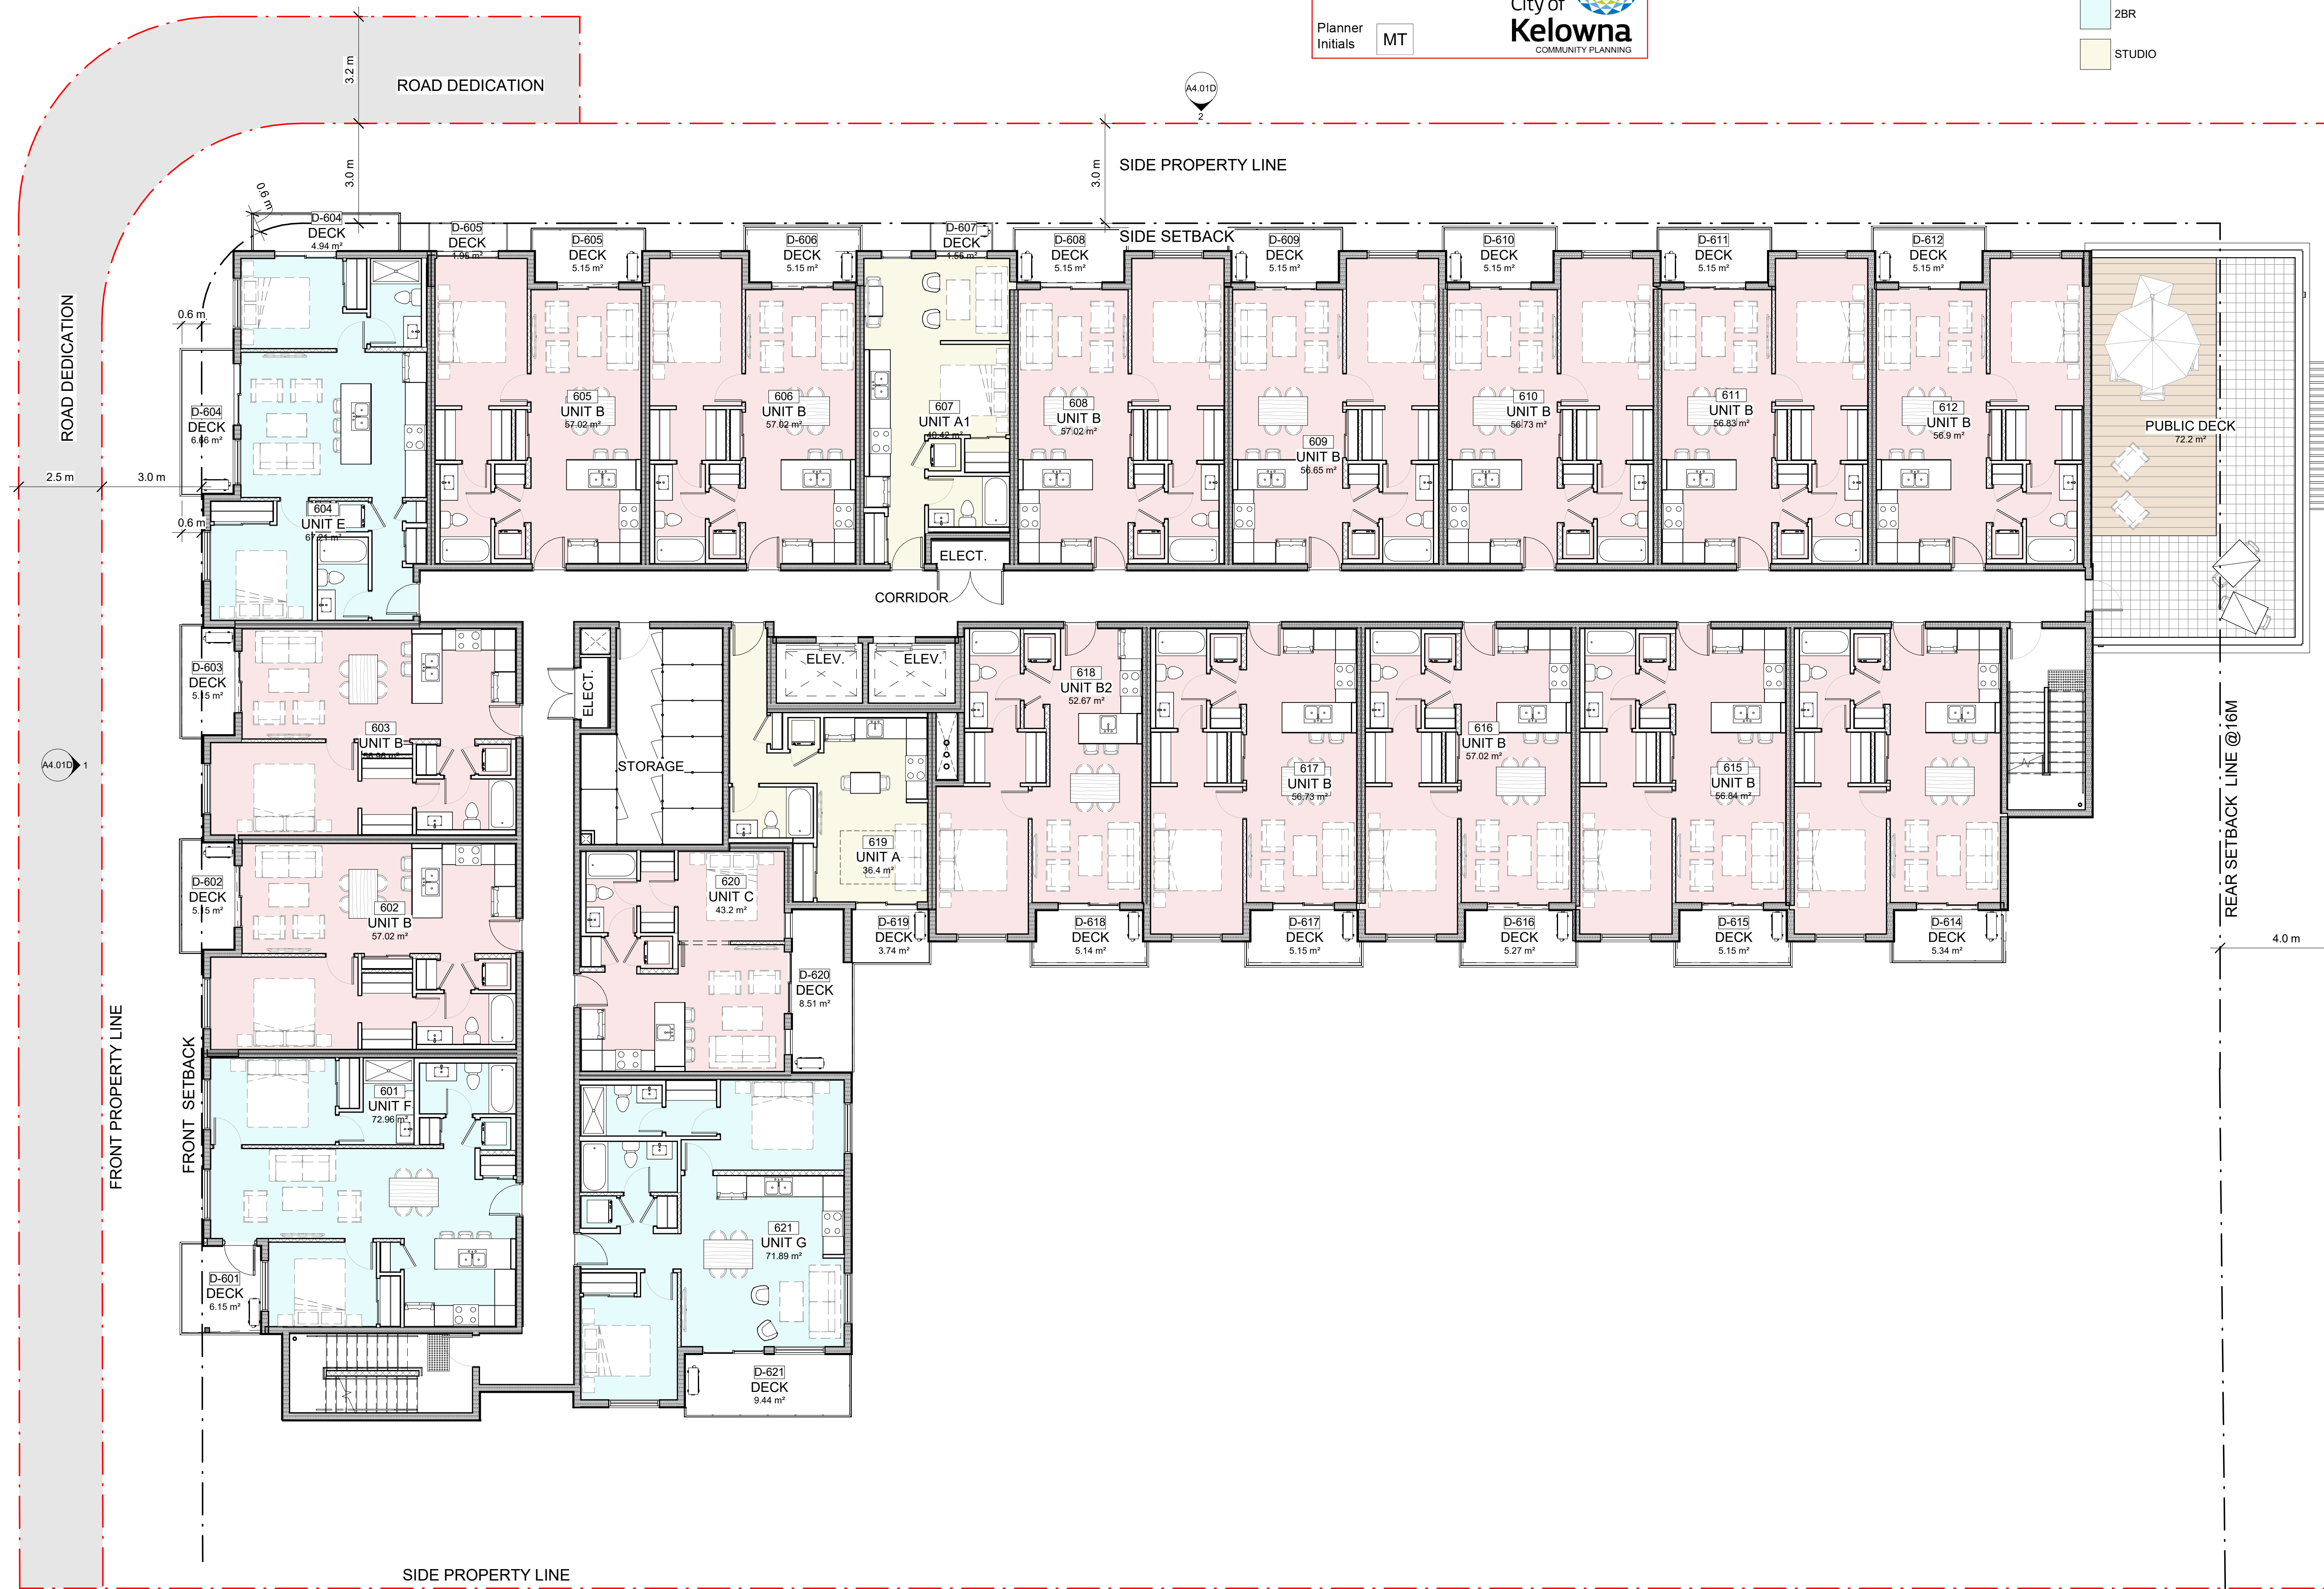 City of
Kelowna
COMMUNITY PLANNING
Planner
Initials
MT
2BR
STUDIO
3.2 m
ROAD DEDICATION
A4.01D
2
3.0 m
3.0 m
SIDE PROPERTY LINE
0.6 m
D-604
DECK
4.94 m²
D-605
DECK
1.95 m²
D-605
DECK
5.15 m²
D-606
DECK
5.15 m²
D-607
DECK
D-608
DECK
5.15 m²
SIDE SETBACK
D-609
DECK
5.15 m²
D-610
DECK
5.15 m²
D-611
DECK
5.15 m²
D-612
DECK
5.15 m²
0.6 m
ROAD DEDICATION
D-604
DECK
6.66 m²
605
UNIT B
57.02 m²
606
UNIT B
57.02 m²
607
UNIT A1
608
UNIT B
57.02 m²
609
UNIT B
56.65 m²
610
UNIT B
56.73 m²
611
UNIT B
56.83 m²
612
UNIT B
56.9 m²
PUBLIC DECK
72.2 m²
2.5 m
3.0 m
0.6 m
604
UNIT E
67.21 m²
ELECT.
CORRIDOR
D-603
DECK
5.15 m²
603
UNIT B
ELECT.
STORAGE
ELEV.
ELEV.
618
UNIT B2
52.67 m²
617
UNIT B
56.73 m²
616
UNIT B
57.02 m²
615
UNIT B
56.84 m²
REAR SETBACK LINE @16M
A4.01D
1
D-602
DECK
5.15 m²
602
UNIT B
57.02 m²
620
UNIT C
43.2 m²
619
UNIT A
36.4 m²
D-619
DECK
3.74 m²
D-618
DECK
5.14 m²
D-617
DECK
5.15 m²
D-616
DECK
5.27 m²
D-615
DECK
5.15 m²
D-614
DECK
5.34 m²
4.0 m
D-620
DECK
8.51 m²
FRONT PROPERTY LINE
FRONT SETBACK
601
UNIT F
72.96 m²
621
UNIT G
71.89 m²
D-601
DECK
6.15 m²
D-621
DECK
9.44 m²
SIDE PROPERTY LINE